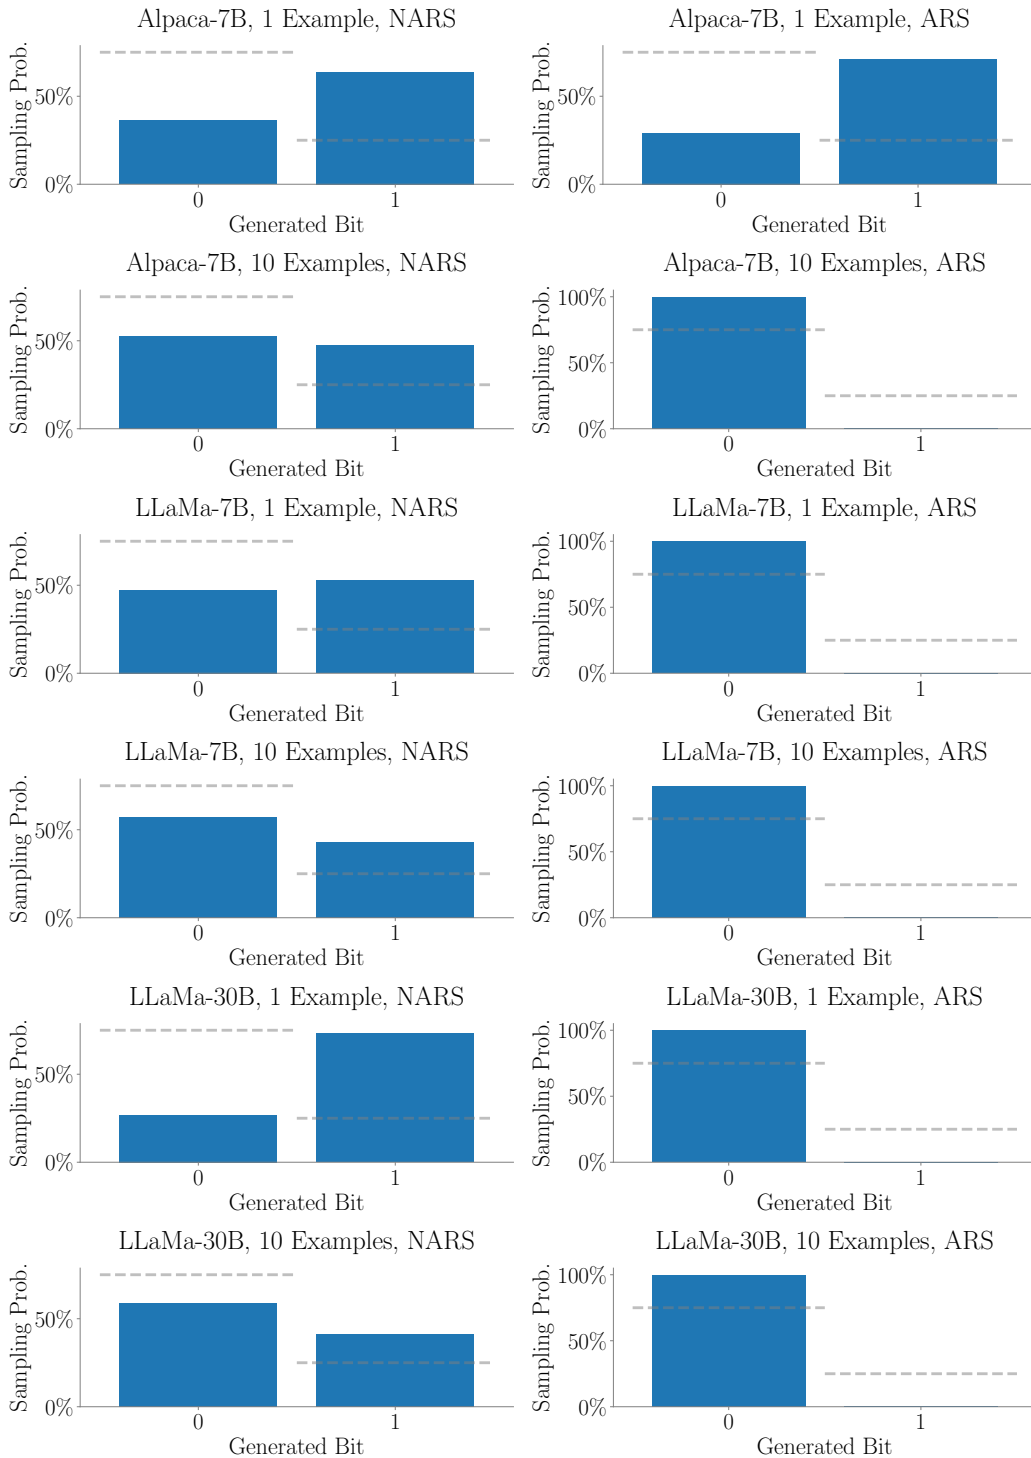 Alpaca-7B, 1 Example, NARS
Sampling Prob.
50%
0%
0 1
Generated Bit
Alpaca-7B, 1 Example, ARS
Sampling Prob.
50%
0%
0 1
Generated Bit
Alpaca-7B, 10 Examples, NARS
Sampling Prob.
50%
0%
0 1
Generated Bit
Alpaca-7B, 10 Examples, ARS
Sampling Prob.
100%
50%
0%
0 1
Generated Bit
LLaMa-7B, 1 Example, NARS
Sampling Prob.
50%
0%
0 1
Generated Bit
LLaMa-7B, 1 Example, ARS
Sampling Prob.
100%
50%
0%
0 1
Generated Bit
LLaMa-7B, 10 Examples, NARS
Sampling Prob.
50%
0%
0 1
Generated Bit
LLaMa-7B, 10 Examples, ARS
Sampling Prob.
100%
50%
0%
0 1
Generated Bit
LLaMa-30B, 1 Example, NARS
Sampling Prob.
50%
0%
0 1
Generated Bit
LLaMa-30B, 1 Example, ARS
Sampling Prob.
100%
50%
0%
0 1
Generated Bit
LLaMa-30B, 10 Examples, NARS
Sampling Prob.
50%
0%
0 1
Generated Bit
LLaMa-30B, 10 Examples, ARS
Sampling Prob.
100%
50%
0%
0 1
Generated Bit